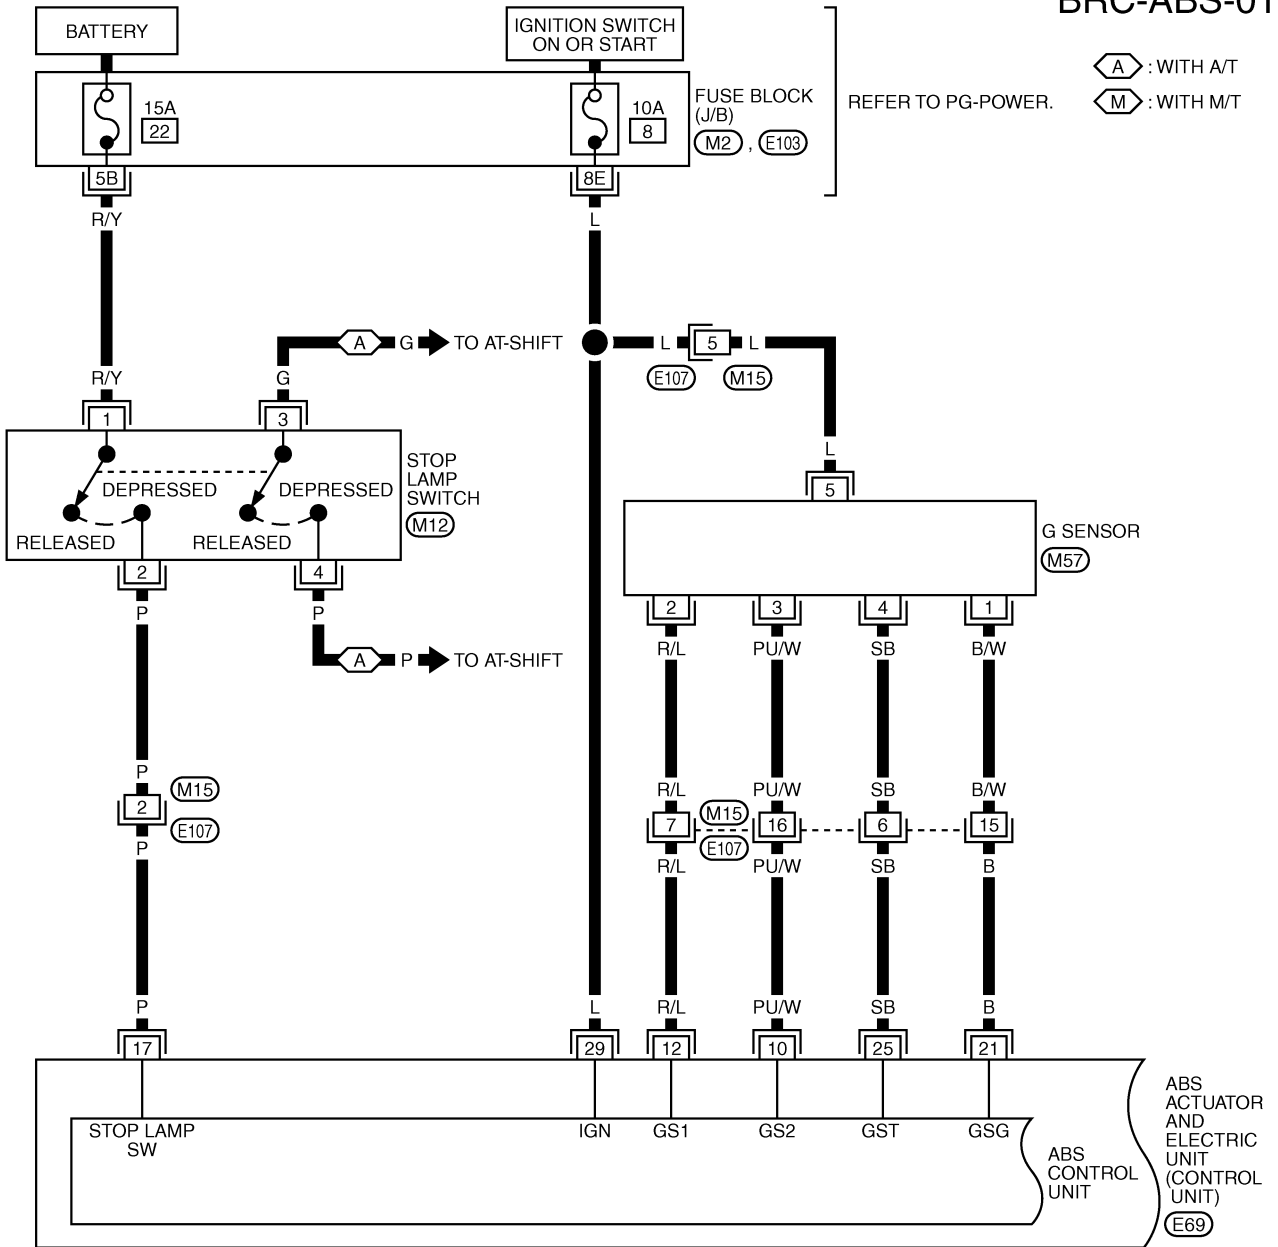 BRC-ABS-01
BATTERY
IGNITION SWITCH
ON OR START
A : WITH A/T
M : WITH M/T
15A
22
10A
8
FUSE BLOCK
(J/B)
M2 , E103
REFER TO PG-POWER.
5B
8E
R/Y
L
A G TO AT-SHIFT
L 5 L
E107 M15
R/Y
G
1
3
L
5
DEPRESSED
DEPRESSED
RELEASED
RELEASED
STOP
LAMP
SWITCH
M12
G SENSOR
M57
2
4
2
3
4
1
P
P
R/L
PU/W
SB
B/W
A P TO AT-SHIFT
P
M15
2
E107
P
R/L
PU/W
SB
B/W
7
M15
16
6
15
E107
R/L
PU/W
SB
B
P
L
R/L
PU/W
SB
B
17
29
12
10
25
21
STOP LAMP
SW
IGN
GS1
GS2
GST
GSG
ABS
CONTROL
UNIT
ABS
ACTUATOR
AND
ELECTRIC
UNIT
(CONTROL
UNIT)
E69